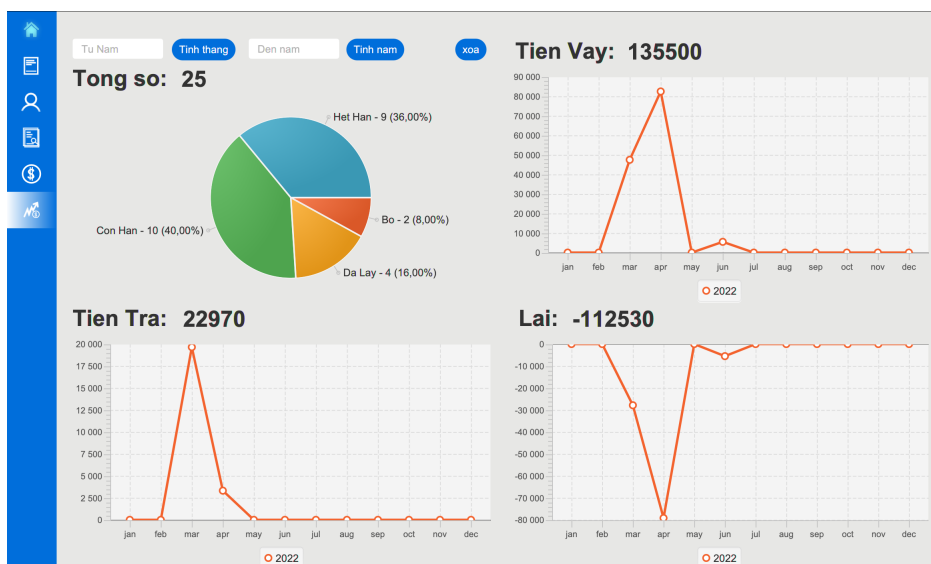 Tu Nam Tinh thang Den nam Tinh nam xoa
Tong so: 25
Het Han - 9 (36,00%)
Bo - 2 (8,00%)
Con Han - 10 (40,00%)
Da Lay - 4 (16,00%)
Tien Vay: 135500
90 000
80 000
70 000
60 000
50 000
40 000
30 000
20 000
10 000
0
jan feb mar apr may jun jul aug sep oct nov dec
2022
Tien Tra: 22970
20 000
17 500
15 000
12 500
10 000
7 500
5 000
2 500
0
jan feb mar apr may jun jul aug sep oct nov dec
2022
Lai: -112530
0
-10 000
-20 000
-30 000
-40 000
-50 000
-60 000
-70 000
-80 000
jan feb mar apr may jun jul aug sep oct nov dec
2022